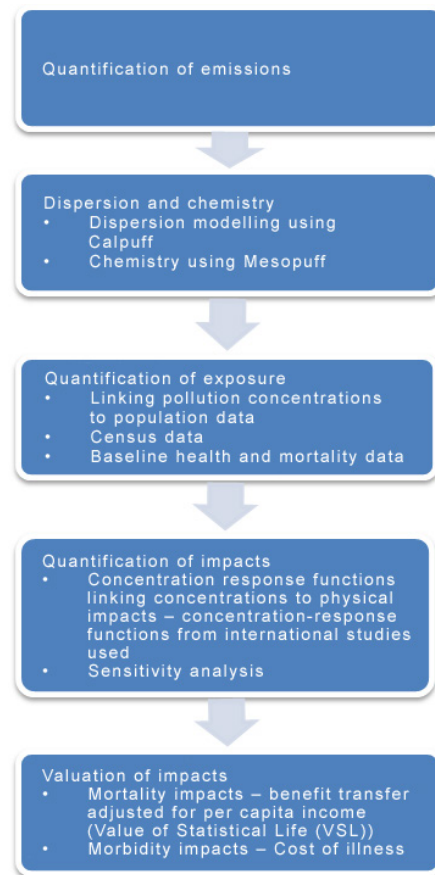 Quantification of emissions
Dispersion and chemistry
• Dispersion modelling using
Calpuff
• Chemistry using Mesopuff
Quantification of exposure
• Linking pollution concentrations
to population data
• Census data
• Baseline health and mortality data
Quantification of impacts
• Concentration response functions
linking concentrations to physical
impacts – concentration-response
functions from international studies
used
• Sensitivity analysis
Valuation of impacts
• Mortality impacts – benefit transfer
adjusted for per capita income
(Value of Statistical Life (VSL))
• Morbidity impacts – Cost of illness